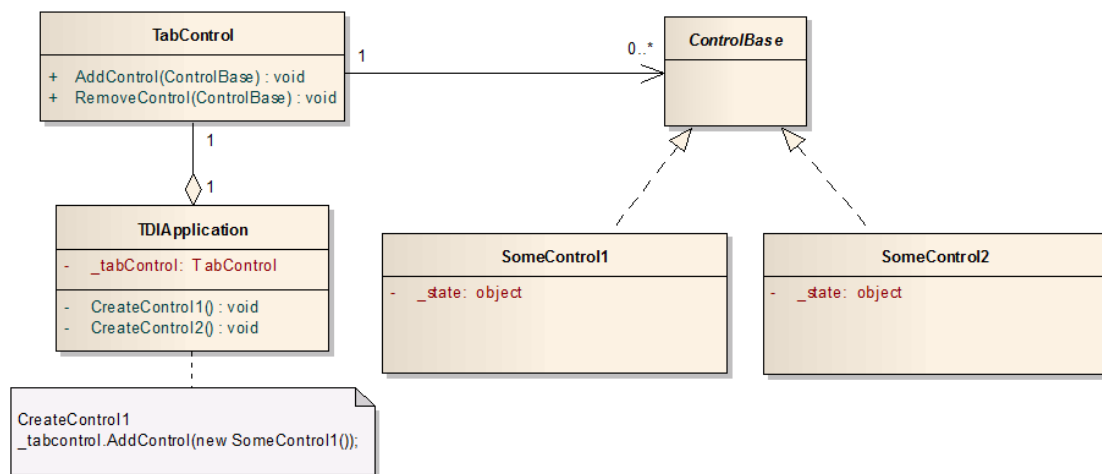 TabControl
+ AddControl(ControlBase) : void
+ RemoveControl(ControlBase) : void
1
0..*
ControlBase
1
1
TDIApplication
- _tabControl: TabControl
- CreateControl1() : void
- CreateControl2() : void
SomeControl1
- _state: object
SomeControl2
- _state: object
CreateControl1
_tabcontrol.AddControl(new SomeControl1());